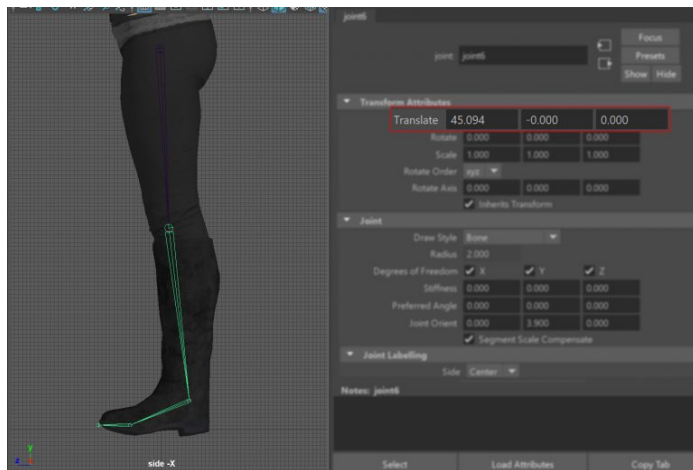 joint6
Focus
joint: joint6
Presets
Show Hide
Transform Attributes
Translate 45.094 -0.000 0.000
Rotate 0.000 0.000 0.000
Scale 1.000 1.000 1.000
Rotate Order xyz
Rotate Axis 0.000 0.000 0.000
Inherits Transform
Joint
Draw Style Bone
Radius 2.000
Degrees of Freedom X Y Z
Stiffness 0.000 0.000 0.000
Preferred Angle 0.000 0.000 0.000
Joint Orient 0.000 3.900 0.000
Segment Scale Compensate
Joint Labelling
Side Center
Notes: joint6
Select Load Attributes Copy Tab
y
z
side -X